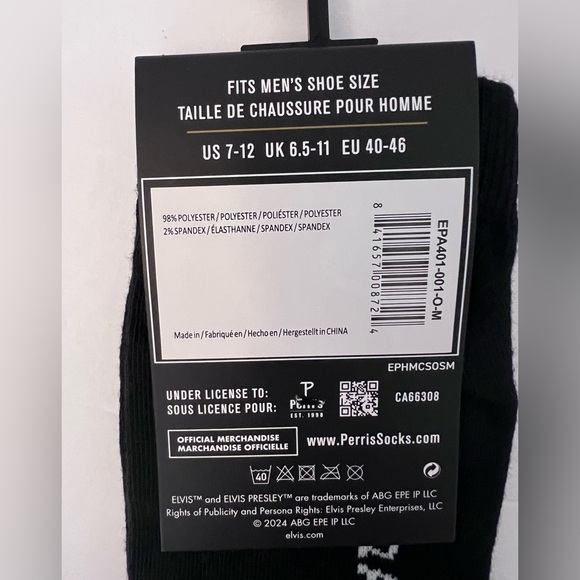 FITS MEN'S SHOE SIZE
TAILLE DE CHAUSSURE POUR HOMME
US 7-12 UK 6.5-11 EU 40-46
98% POLYESTER / POLYESTER / POLIÉSTER / POLYESTER
2% SPANDEX / ÉLASTHANNE / SPANDEX / SPANDEX
Made in / Fabriqué en / Hecho en / Hergestellt in CHINA
8 41657 00872 4
EPA401-001-O-M
EPHMCSOSM
UNDER LICENSE TO:
SOUS LICENCE POUR:
P
PERRI'S
EST. 1998
CA66308
OFFICIAL MERCHANDISE
MARCHANDISE OFFICIELLE
www.PerrisSocks.com
40
ELVIS™ and ELVIS PRESLEY™ are trademarks of ABG EPE IP LLC
Rights of Publicity and Persona Rights: Elvis Presley Enterprises, LLC
© 2024 ABG EPE IP LLC
elvis.com